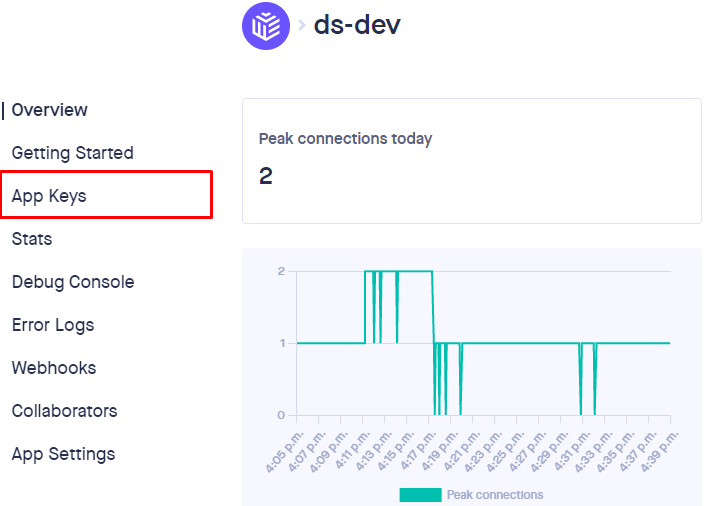 ds-dev
Overview
Getting Started
App Keys
Stats
Debug Console
Error Logs
Webhooks
Collaborators
App Settings
Peak connections today
2
2
1
0
4:05 p.m.
4:07 p.m.
4:09 p.m.
4:11 p.m.
4:13 p.m.
4:15 p.m.
4:17 p.m.
4:19 p.m.
4:21 p.m.
4:23 p.m.
4:25 p.m.
4:27 p.m.
4:29 p.m.
4:31 p.m.
4:33 p.m.
4:35 p.m.
4:37 p.m.
4:39 p.m.
Peak connections